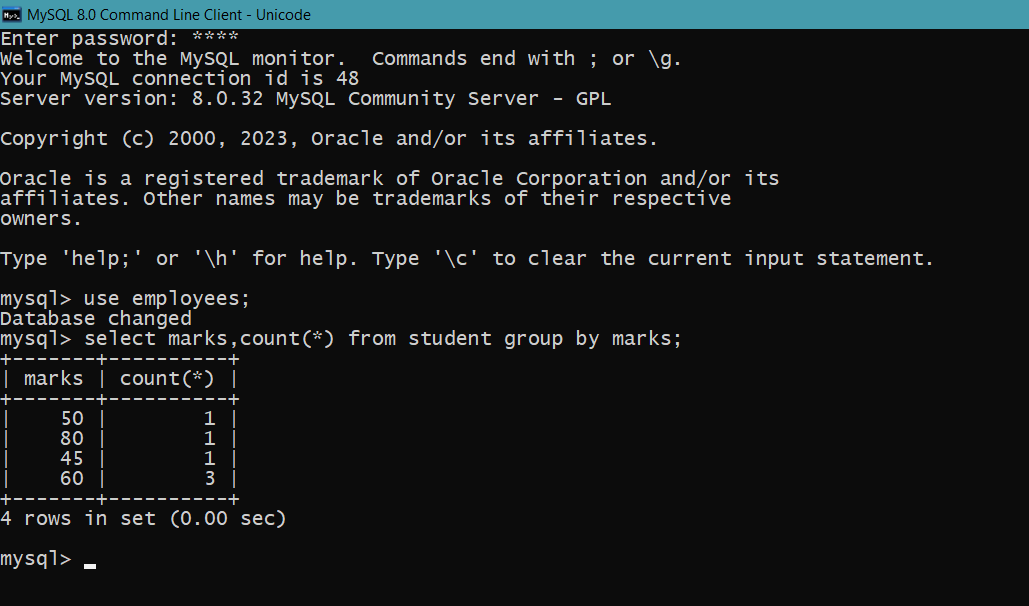 MySQL 8.0 Command Line Client - Unicode
Enter password: ****
Welcome to the MySQL monitor.  Commands end with ; or \g.
Your MySQL connection id is 48
Server version: 8.0.32 MySQL Community Server - GPL
Copyright (c) 2000, 2023, Oracle and/or its affiliates.
Oracle is a registered trademark of Oracle Corporation and/or its
affiliates. Other names may be trademarks of their respective
owners.
Type 'help;' or '\h' for help. Type '\c' to clear the current input statement.
mysql> use employees;
Database changed
mysql> select marks,count(*) from student group by marks;
+-------+----------+
| marks | count(*) |
+-------+----------+
|    50 |        1 |
|    80 |        1 |
|    45 |        1 |
|    60 |        3 |
+-------+----------+
4 rows in set (0.00 sec)
mysql> _